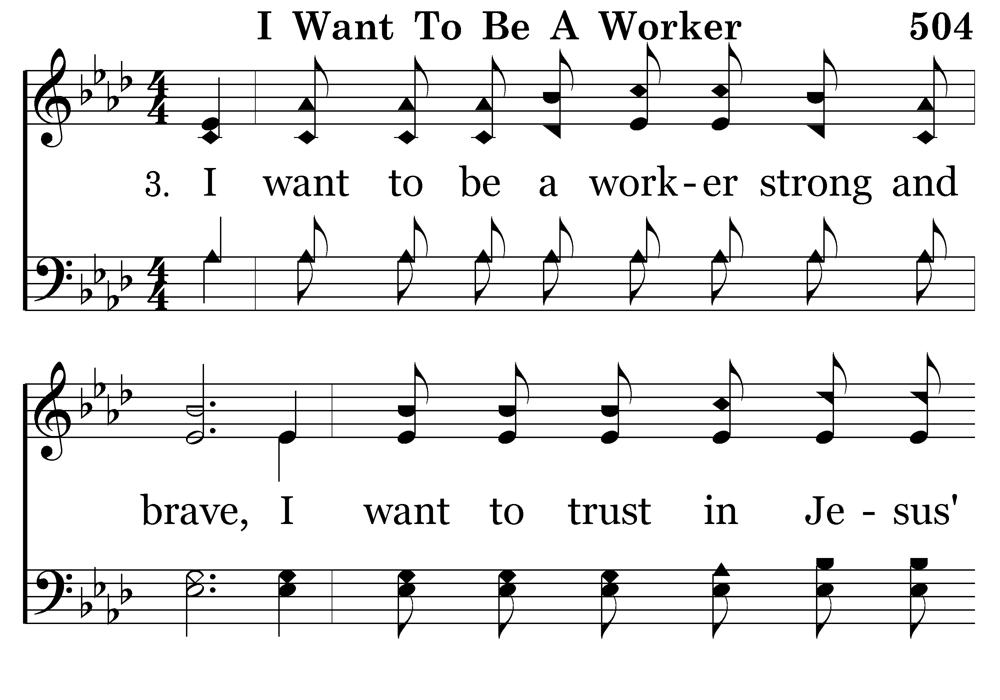 I Want To Be A Worker 504
3. I want to be a work-er strong and
brave, I want to trust in Je - sus'